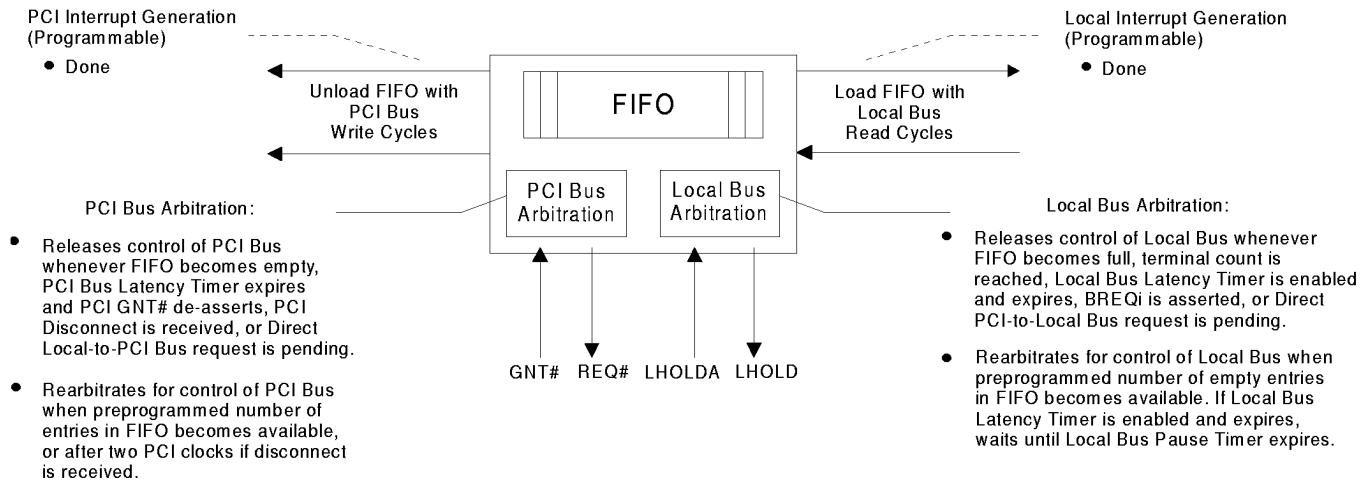 PCI Interrupt Generation
(Programmable)
• Done
Local Interrupt Generation
(Programmable)
• Done
Unload FIFO with
PCI Bus
Write Cycles
FIFO
Load FIFO with
Local Bus
Read Cycles
PCI Bus
Arbitration
Local Bus
Arbitration
GNT# REQ# LHOLDA LHOLD
PCI Bus Arbitration:
• Releases control of PCI Bus
whenever FIFO becomes empty,
PCI Bus Latency Timer expires
and PCI GNT# de-asserts, PCI
Disconnect is received, or Direct
Local-to-PCI Bus request is pending.
• Rearbitrates for control of PCI Bus
when preprogrammed number of
entries in FIFO becomes available,
or after two PCI clocks if disconnect
is received.
Local Bus Arbitration:
• Releases control of Local Bus whenever
FIFO becomes full, terminal count is
reached, Local Bus Latency Timer is enabled
and expires, BREQi is asserted, or Direct
PCI-to-Local Bus request is pending.
• Rearbitrates for control of Local Bus when
preprogrammed number of empty entries
in FIFO becomes available. If Local Bus
Latency Timer is enabled and expires,
waits until Local Bus Pause Timer expires.